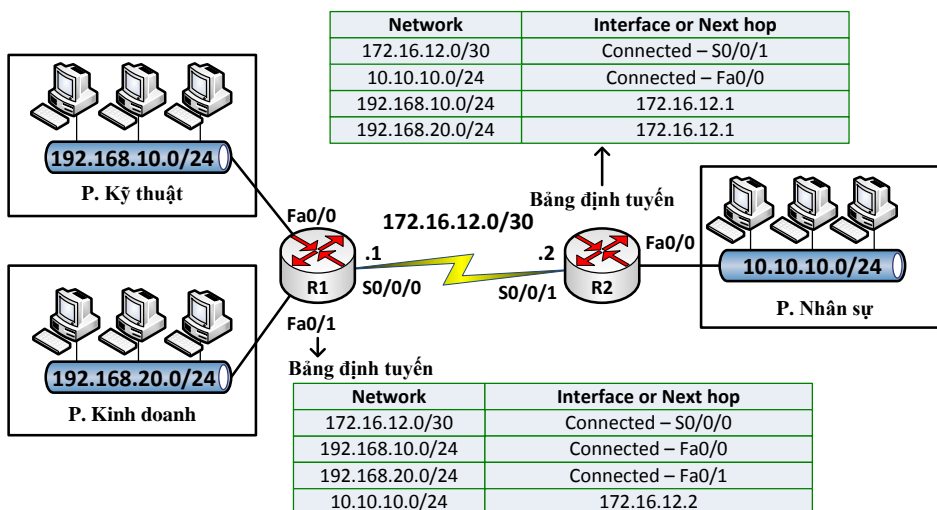 Network Interface or Next hop
172.16.12.0/30 Connected – S0/0/1
10.10.10.0/24 Connected – Fa0/0
192.168.10.0/24 172.16.12.1
192.168.20.0/24 172.16.12.1
192.168.10.0/24
P. Kỹ thuật
Bảng định tuyến
Fa0/0
172.16.12.0/30
.1
.2
Fa0/0
R1
S0/0/0
S0/0/1
R2
10.10.10.0/24
P. Nhân sự
Fa0/1
192.168.20.0/24
P. Kinh doanh
Bảng định tuyến
Network Interface or Next hop
172.16.12.0/30 Connected – S0/0/0
192.168.10.0/24 Connected – Fa0/0
192.168.20.0/24 Connected – Fa0/1
10.10.10.0/24 172.16.12.2